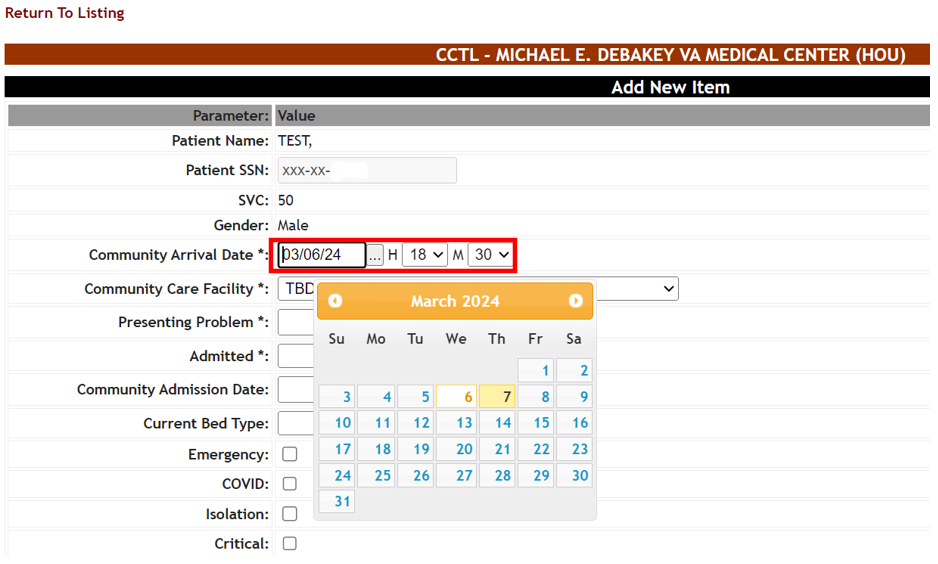 Return To Listing
CCTL - MICHAEL E. DEBAKEY VA MEDICAL CENTER (HOU)
Add New Item
Parameter: Value
Patient Name: TEST,
Patient SSN: xxx-xx-
SVC: 50
Gender: Male
Community Arrival Date *: 03/06/24 ... H 18 M 30
Community Care Facility *: TBD
Presenting Problem *:
Admitted *:
Community Admission Date:
Current Bed Type:
Emergency:
COVID:
Isolation:
Critical:
March 2024
Su Mo Tu We Th Fr Sa
1 2
3 4 5 6 7 8 9
10 11 12 13 14 15 16
17 18 19 20 21 22 23
24 25 26 27 28 29 30
31